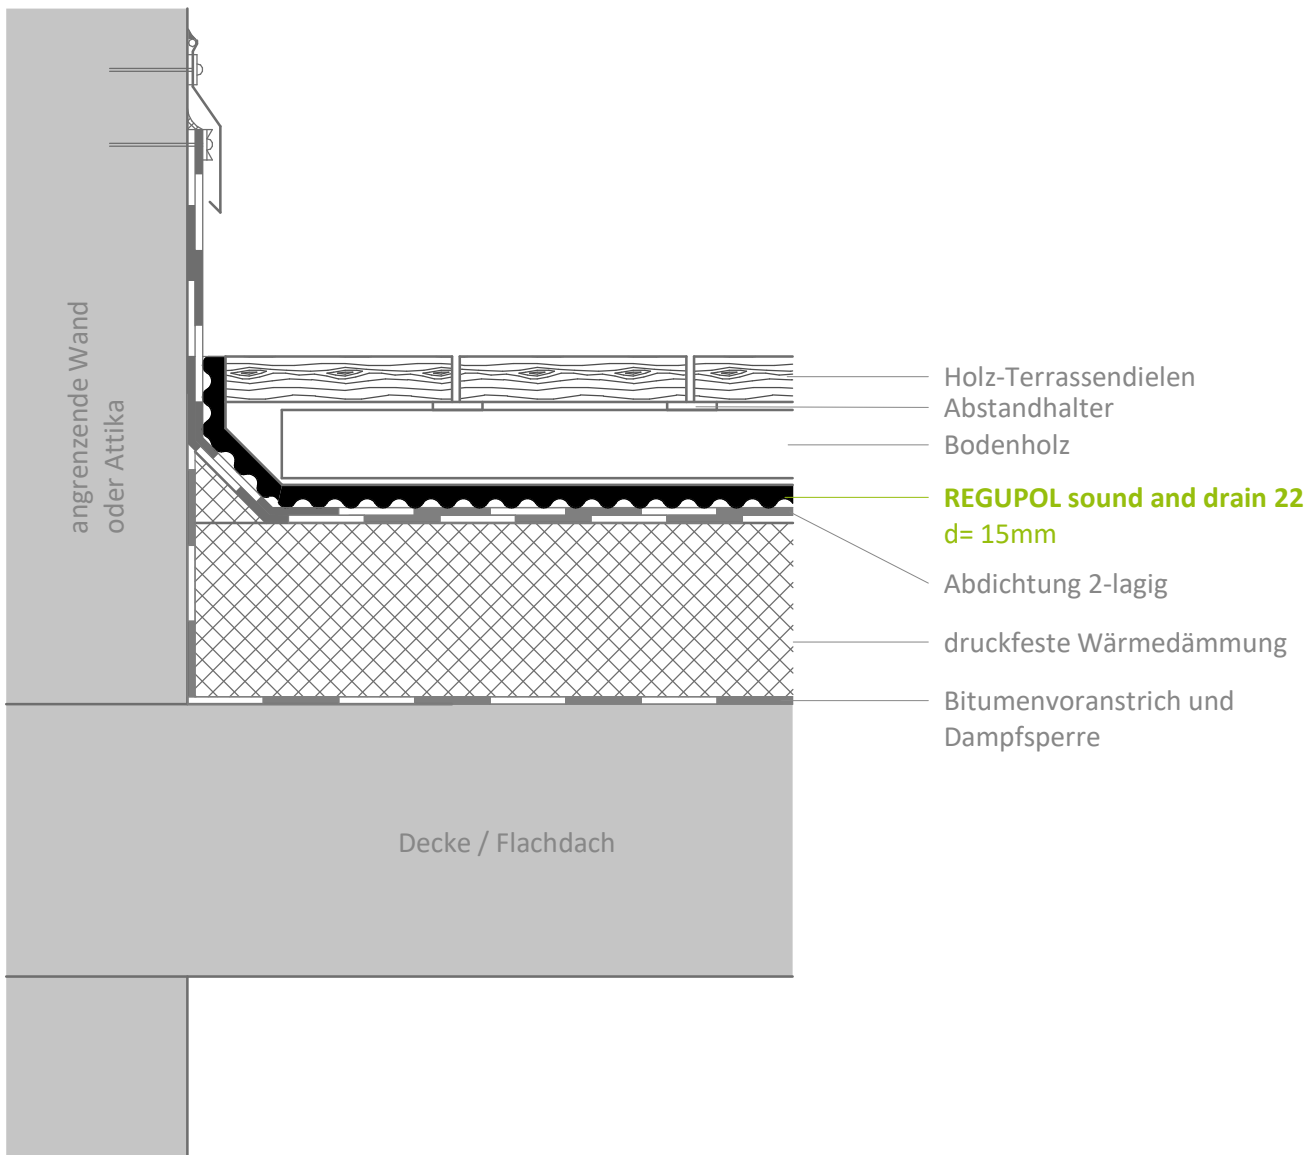 angrenzende Wand
oder Attika
Holz-Terrassendielen
Abstandhalter
Bodenholz
REGUPOL sound and drain 22
d= 15mm
Abdichtung 2-lagig
druckfeste Wärmedämmung
Bitumenvoranstrich und
Dampfsperre
Decke / Flachdach